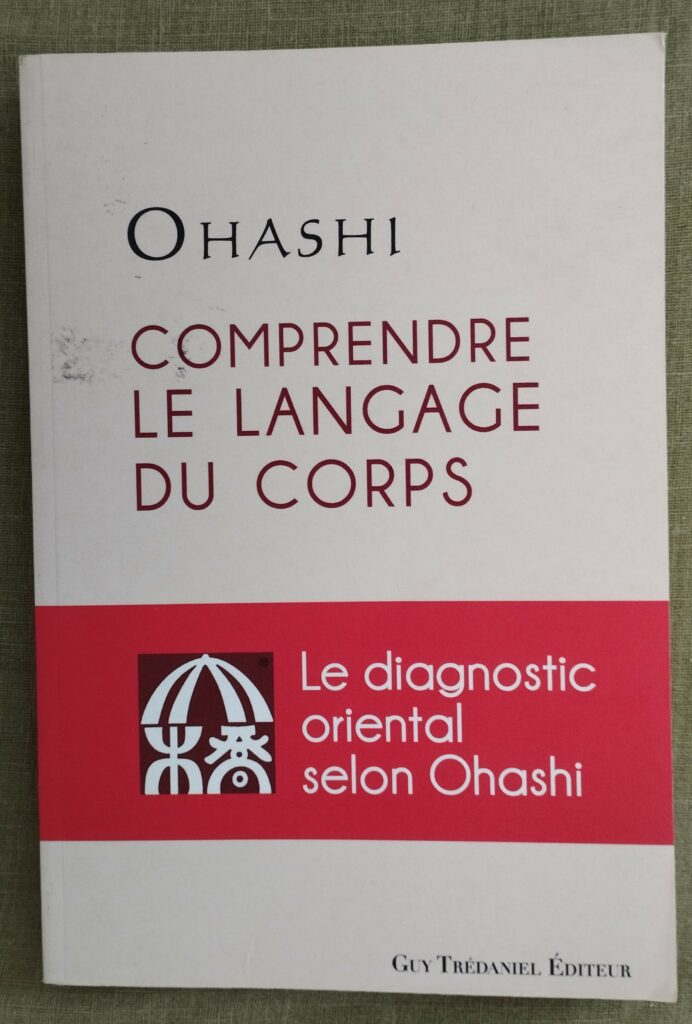 OHASHI
COMPRENDRE
LE LANGAGE
DU CORPS
Le diagnostic
oriental
selon Ohashi
GUY TRÉDANIEL ÉDITEUR